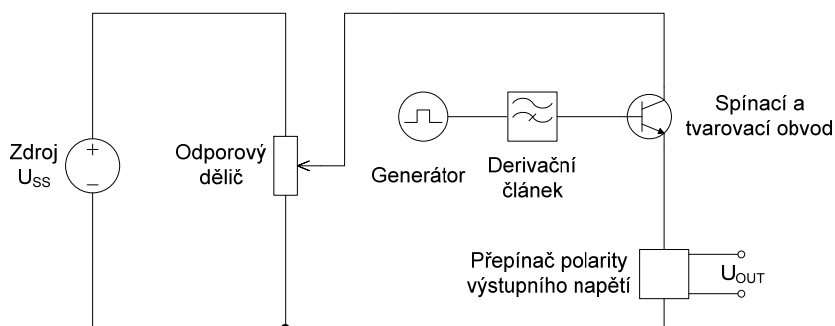 Zdroj
USS
Odporový
dělič
Generátor
Derivační
článek
Spínací a
tvarovací obvod
Přepínač polarity
výstupního napětí
UOUT